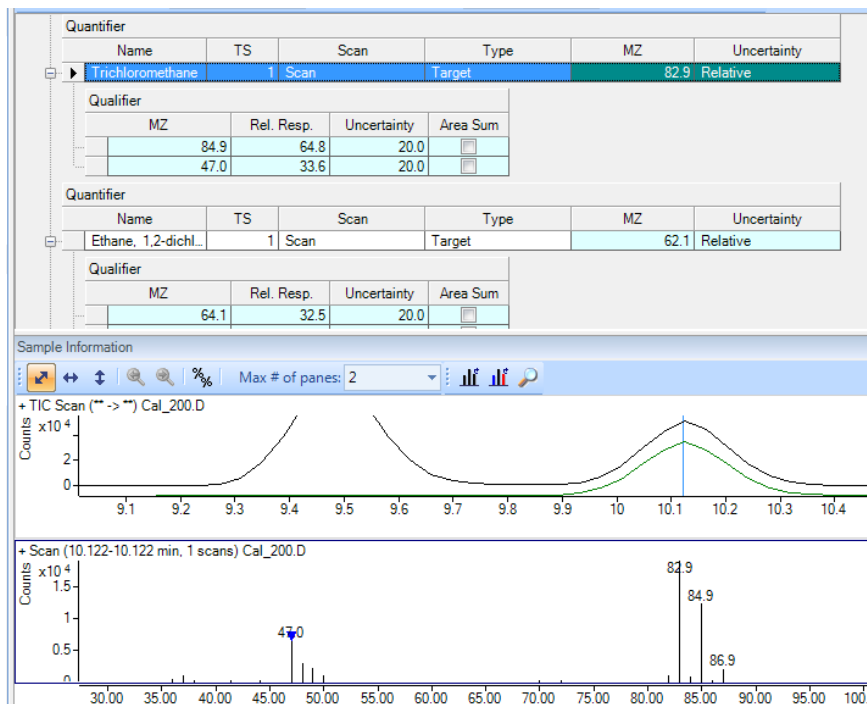 Quantifier
Name TS Scan Type MZ Uncertainty
Trichloromethane 1 Scan Target 82.9 Relative
Qualifier
MZ Rel. Resp. Uncertainty Area Sum
84.9 64.8 20.0
47.0 33.6 20.0
Quantifier
Name TS Scan Type MZ Uncertainty
Ethane, 1,2-dichl... 1 Scan Target 62.1 Relative
Qualifier
MZ Rel. Resp. Uncertainty Area Sum
64.1 32.5 20.0
Sample Information
Max # of panes: 2
+ TIC Scan (** -> **) Cal_200.D
Counts
x10 4
2
0
9.1 9.2 9.3 9.4 9.5 9.6 9.7 9.8 9.9 10 10.1 10.2 10.3 10.4
+ Scan (10.122-10.122 min, 1 scans) Cal_200.D
Counts
x10 4
1.5
1
0.5
0
82.9
84.9
47.0
86.9
30.00 35.00 40.00 45.00 50.00 55.00 60.00 65.00 70.00 75.00 80.00 85.00 90.00 95.00